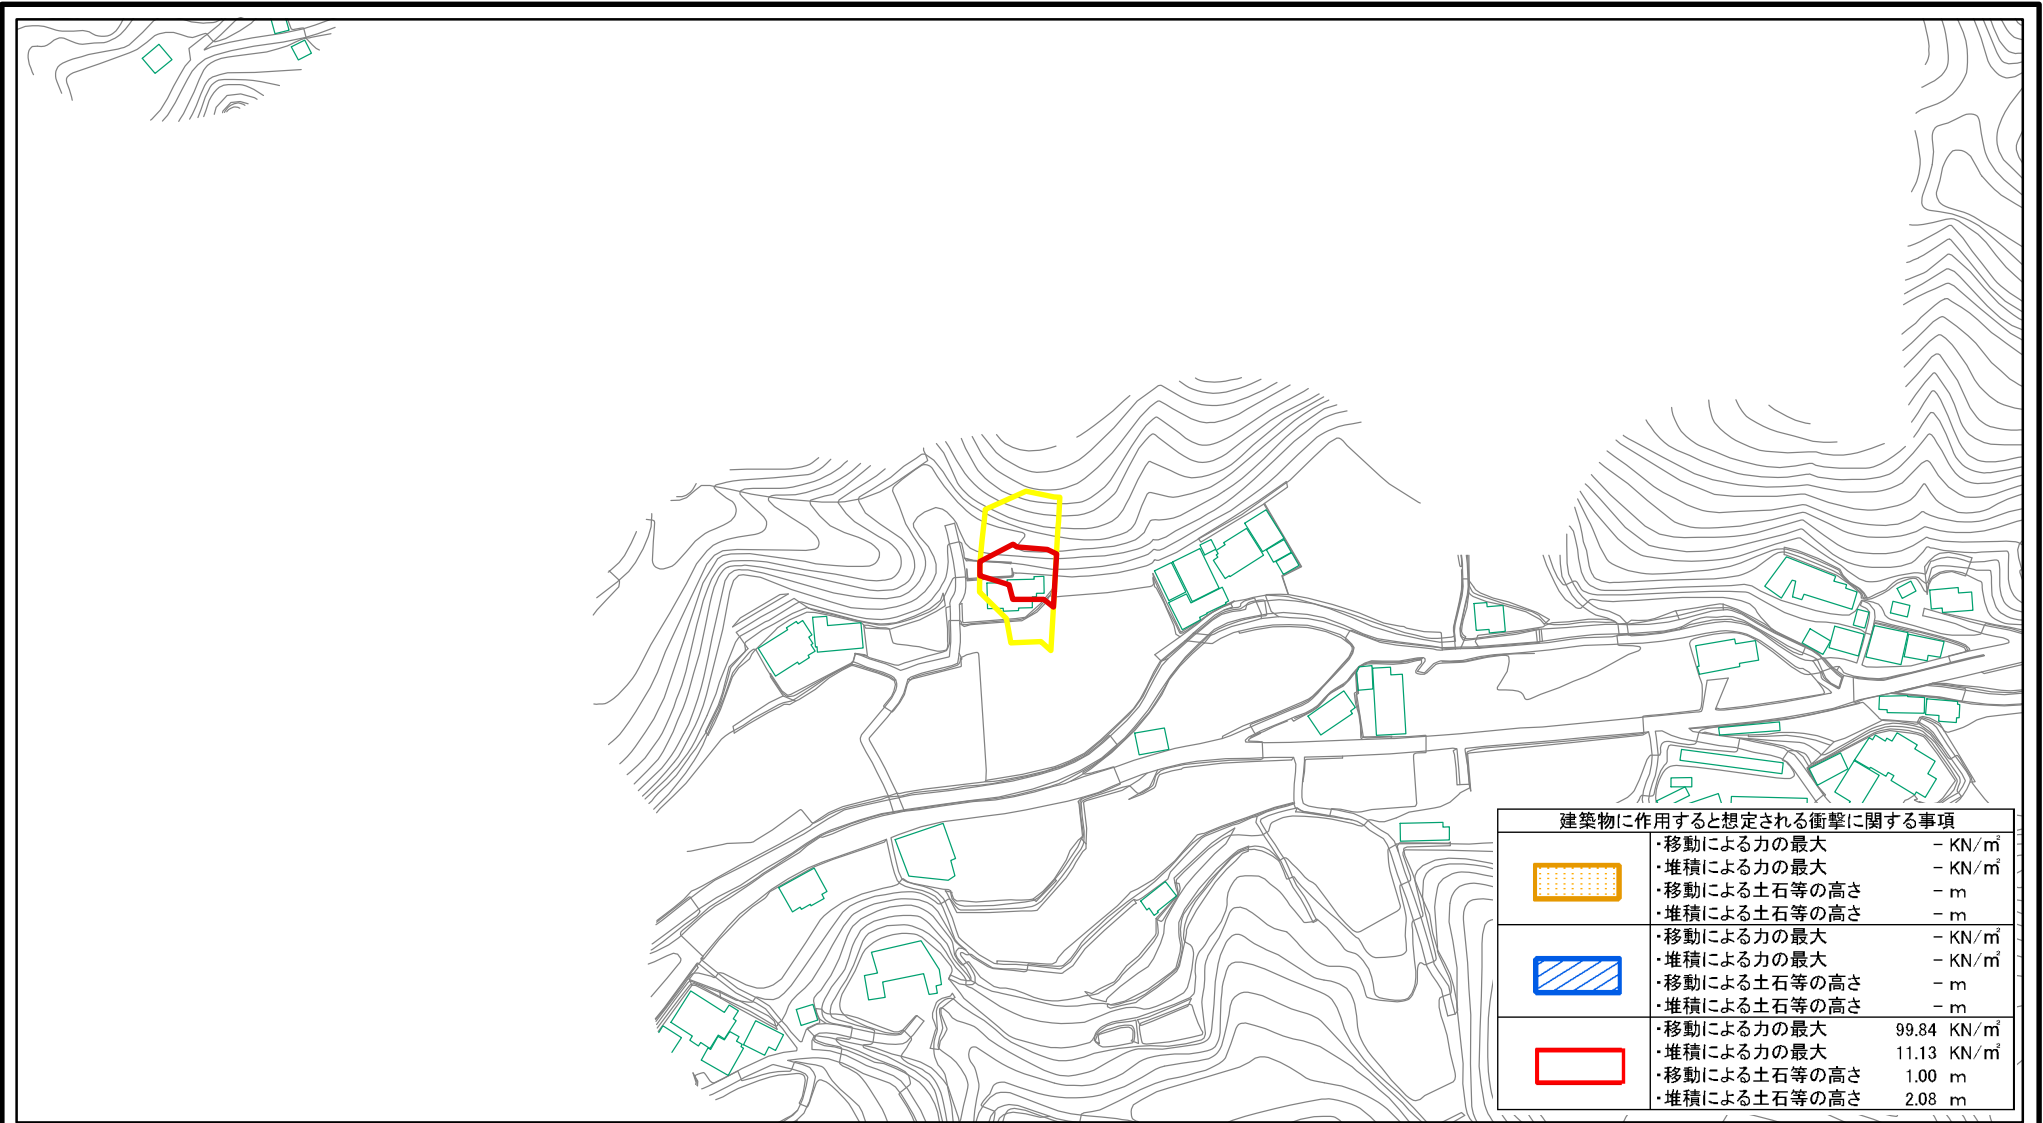 建築物に作用すると想定される衝撃に関する事項
・移動による力の最大 － KN/㎡
・堆積による力の最大 － KN/㎡
・移動による土石等の高さ － m
・堆積による土石等の高さ － m
・移動による力の最大 － KN/㎡
・堆積による力の最大 － KN/㎡
・移動による土石等の高さ － m
・堆積による土石等の高さ － m
・移動による力の最大 99.84 KN/㎡
・堆積による力の最大 11.13 KN/㎡
・移動による土石等の高さ 1.00 m
・堆積による土石等の高さ 2.08 m